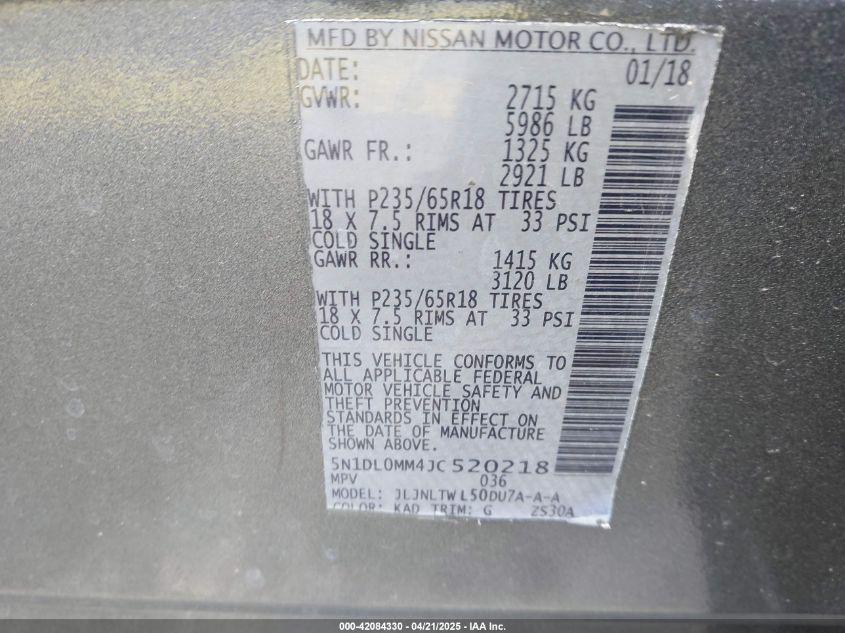 MFD BY NISSAN MOTOR CO., LTD.
DATE: 01/18
GVWR: 2715 KG
5986 LB
GAWR FR.: 1325 KG
2921 LB
WITH P235/65R18 TIRES
18 X 7.5 RIMS AT 33 PSI
COLD SINGLE
GAWR RR.: 1415 KG
3120 LB
WITH P235/65R18 TIRES
18 X 7.5 RIMS AT 33 PSI
COLD SINGLE
THIS VEHICLE CONFORMS TO
ALL APPLICABLE FEDERAL
MOTOR VEHICLE SAFETY AND
THEFT PREVENTION
STANDARDS IN EFFECT ON
THE DATE OF MANUFACTURE
SHOWN ABOVE.
5N1DL0MM4JC520218
MPV 036
MODEL: JLJNLTWL50DU7A-A-A
COLOR: KAD TRIM: G ZS30A
000-42084330 - 04/21/2025 - IAA Inc.